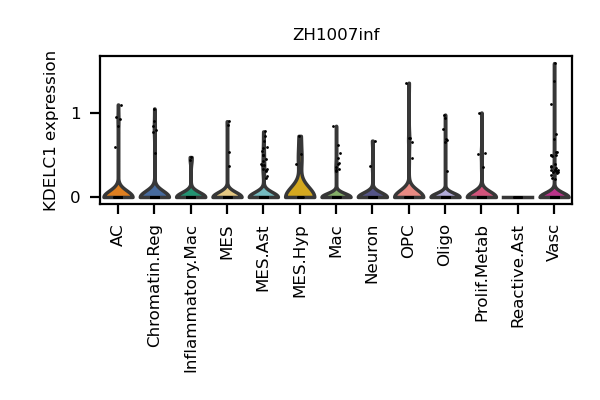 ZH1007inf
KDELC1 expression
1
0
AC
Chromatin.Reg
Inflammatory.Mac
MES
MES.Ast
MES.Hyp
Mac
Neuron
OPC
Oligo
Prolif.Metab
Reactive.Ast
Vasc